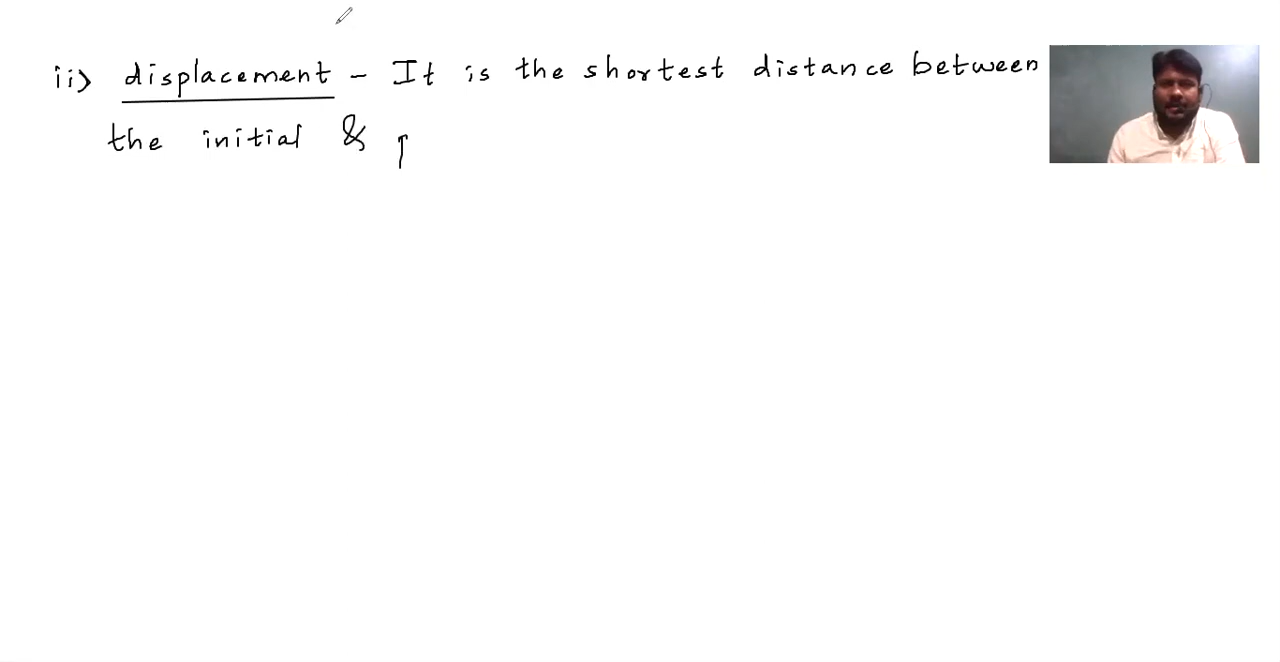 ii) displacement - It is the shortest distance between
the initial &